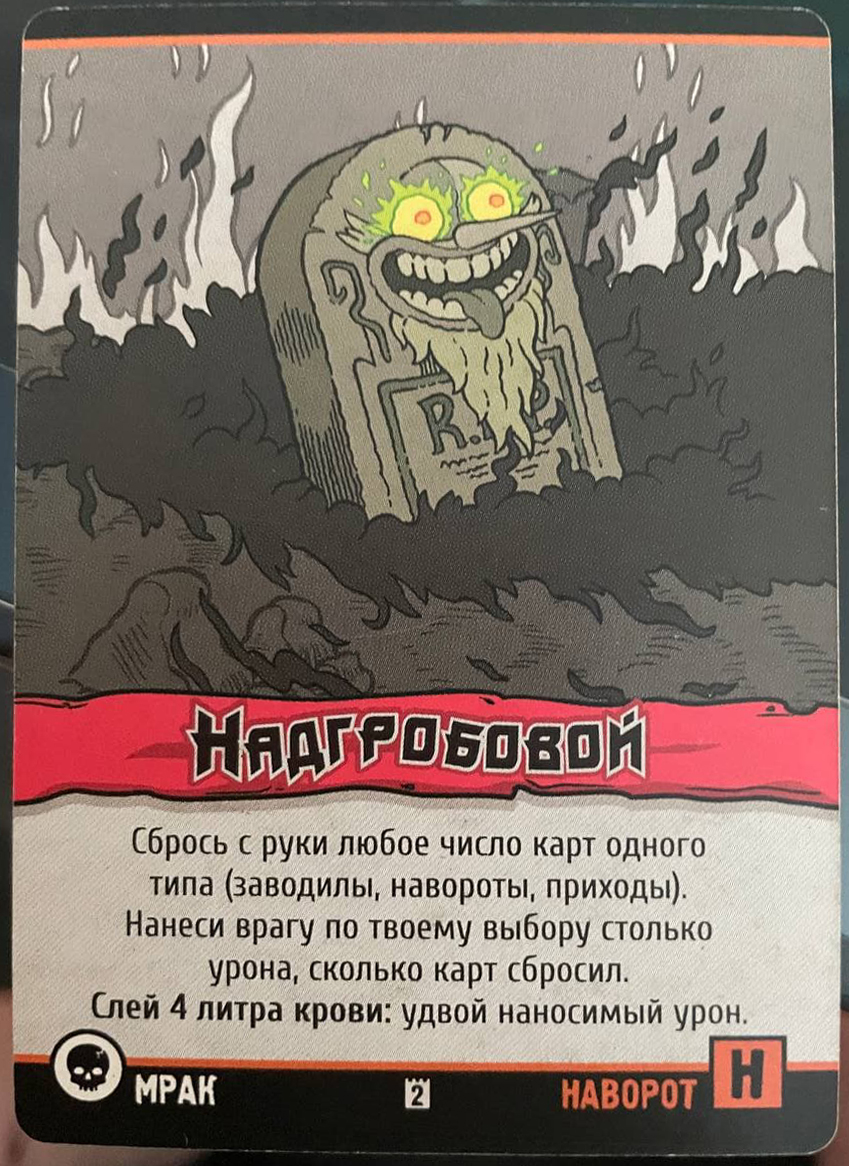 R.I.P.
Надгробовой
Сбрось с руки любое число карт одного
типа (заводилы, навороты, приходы).
Нанеси врагу по твоему выбору столько
урона, сколько карт сбросил.
Слей 4 литра крови: удвой наносимый урон.
МРАК
2
НАВОРОТ
Н